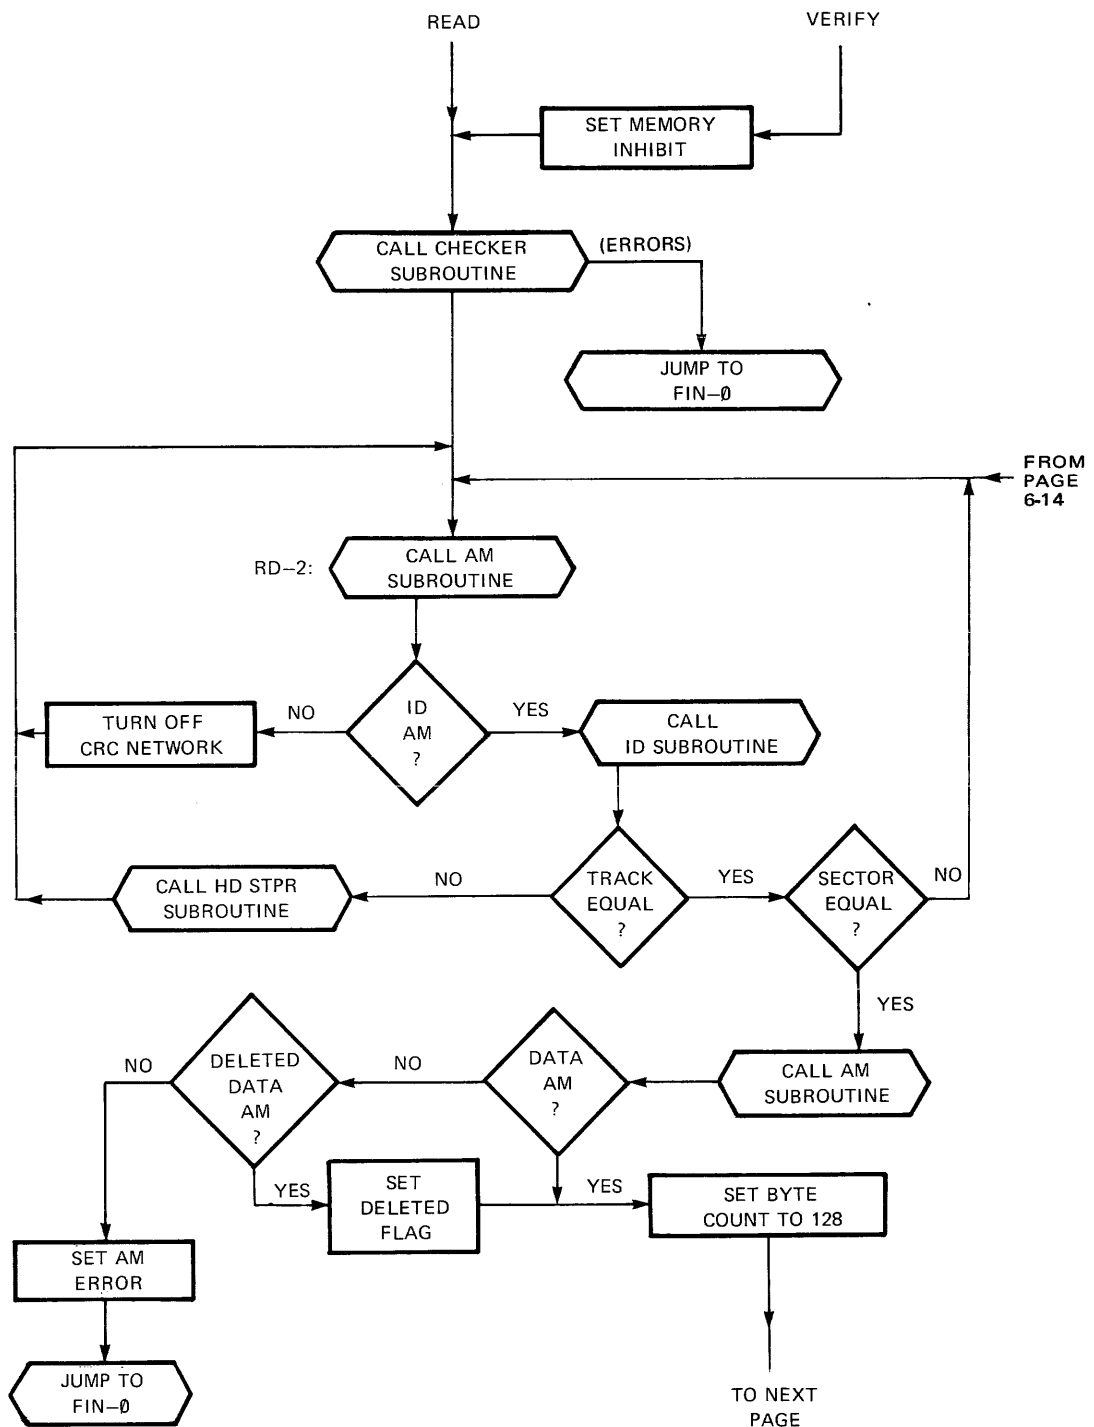 READ
VERIFY
SET MEMORY
INHIBIT
CALL CHECKER
SUBROUTINE
(ERRORS)
JUMP TO
FIN–Ø
FROM
PAGE
6-14
RD–2:
CALL AM
SUBROUTINE
TURN OFF
CRC NETWORK
NO
ID
AM
?
YES
CALL
ID SUBROUTINE
CALL HD STPR
SUBROUTINE
NO
TRACK
EQUAL
?
YES
SECTOR
EQUAL
?
NO
YES
NO
DELETED
DATA
AM
?
NO
DATA
AM
?
CALL AM
SUBROUTINE
YES
SET
DELETED
FLAG
YES
SET BYTE
COUNT TO 128
SET AM
ERROR
JUMP TO
FIN–Ø
TO NEXT
PAGE